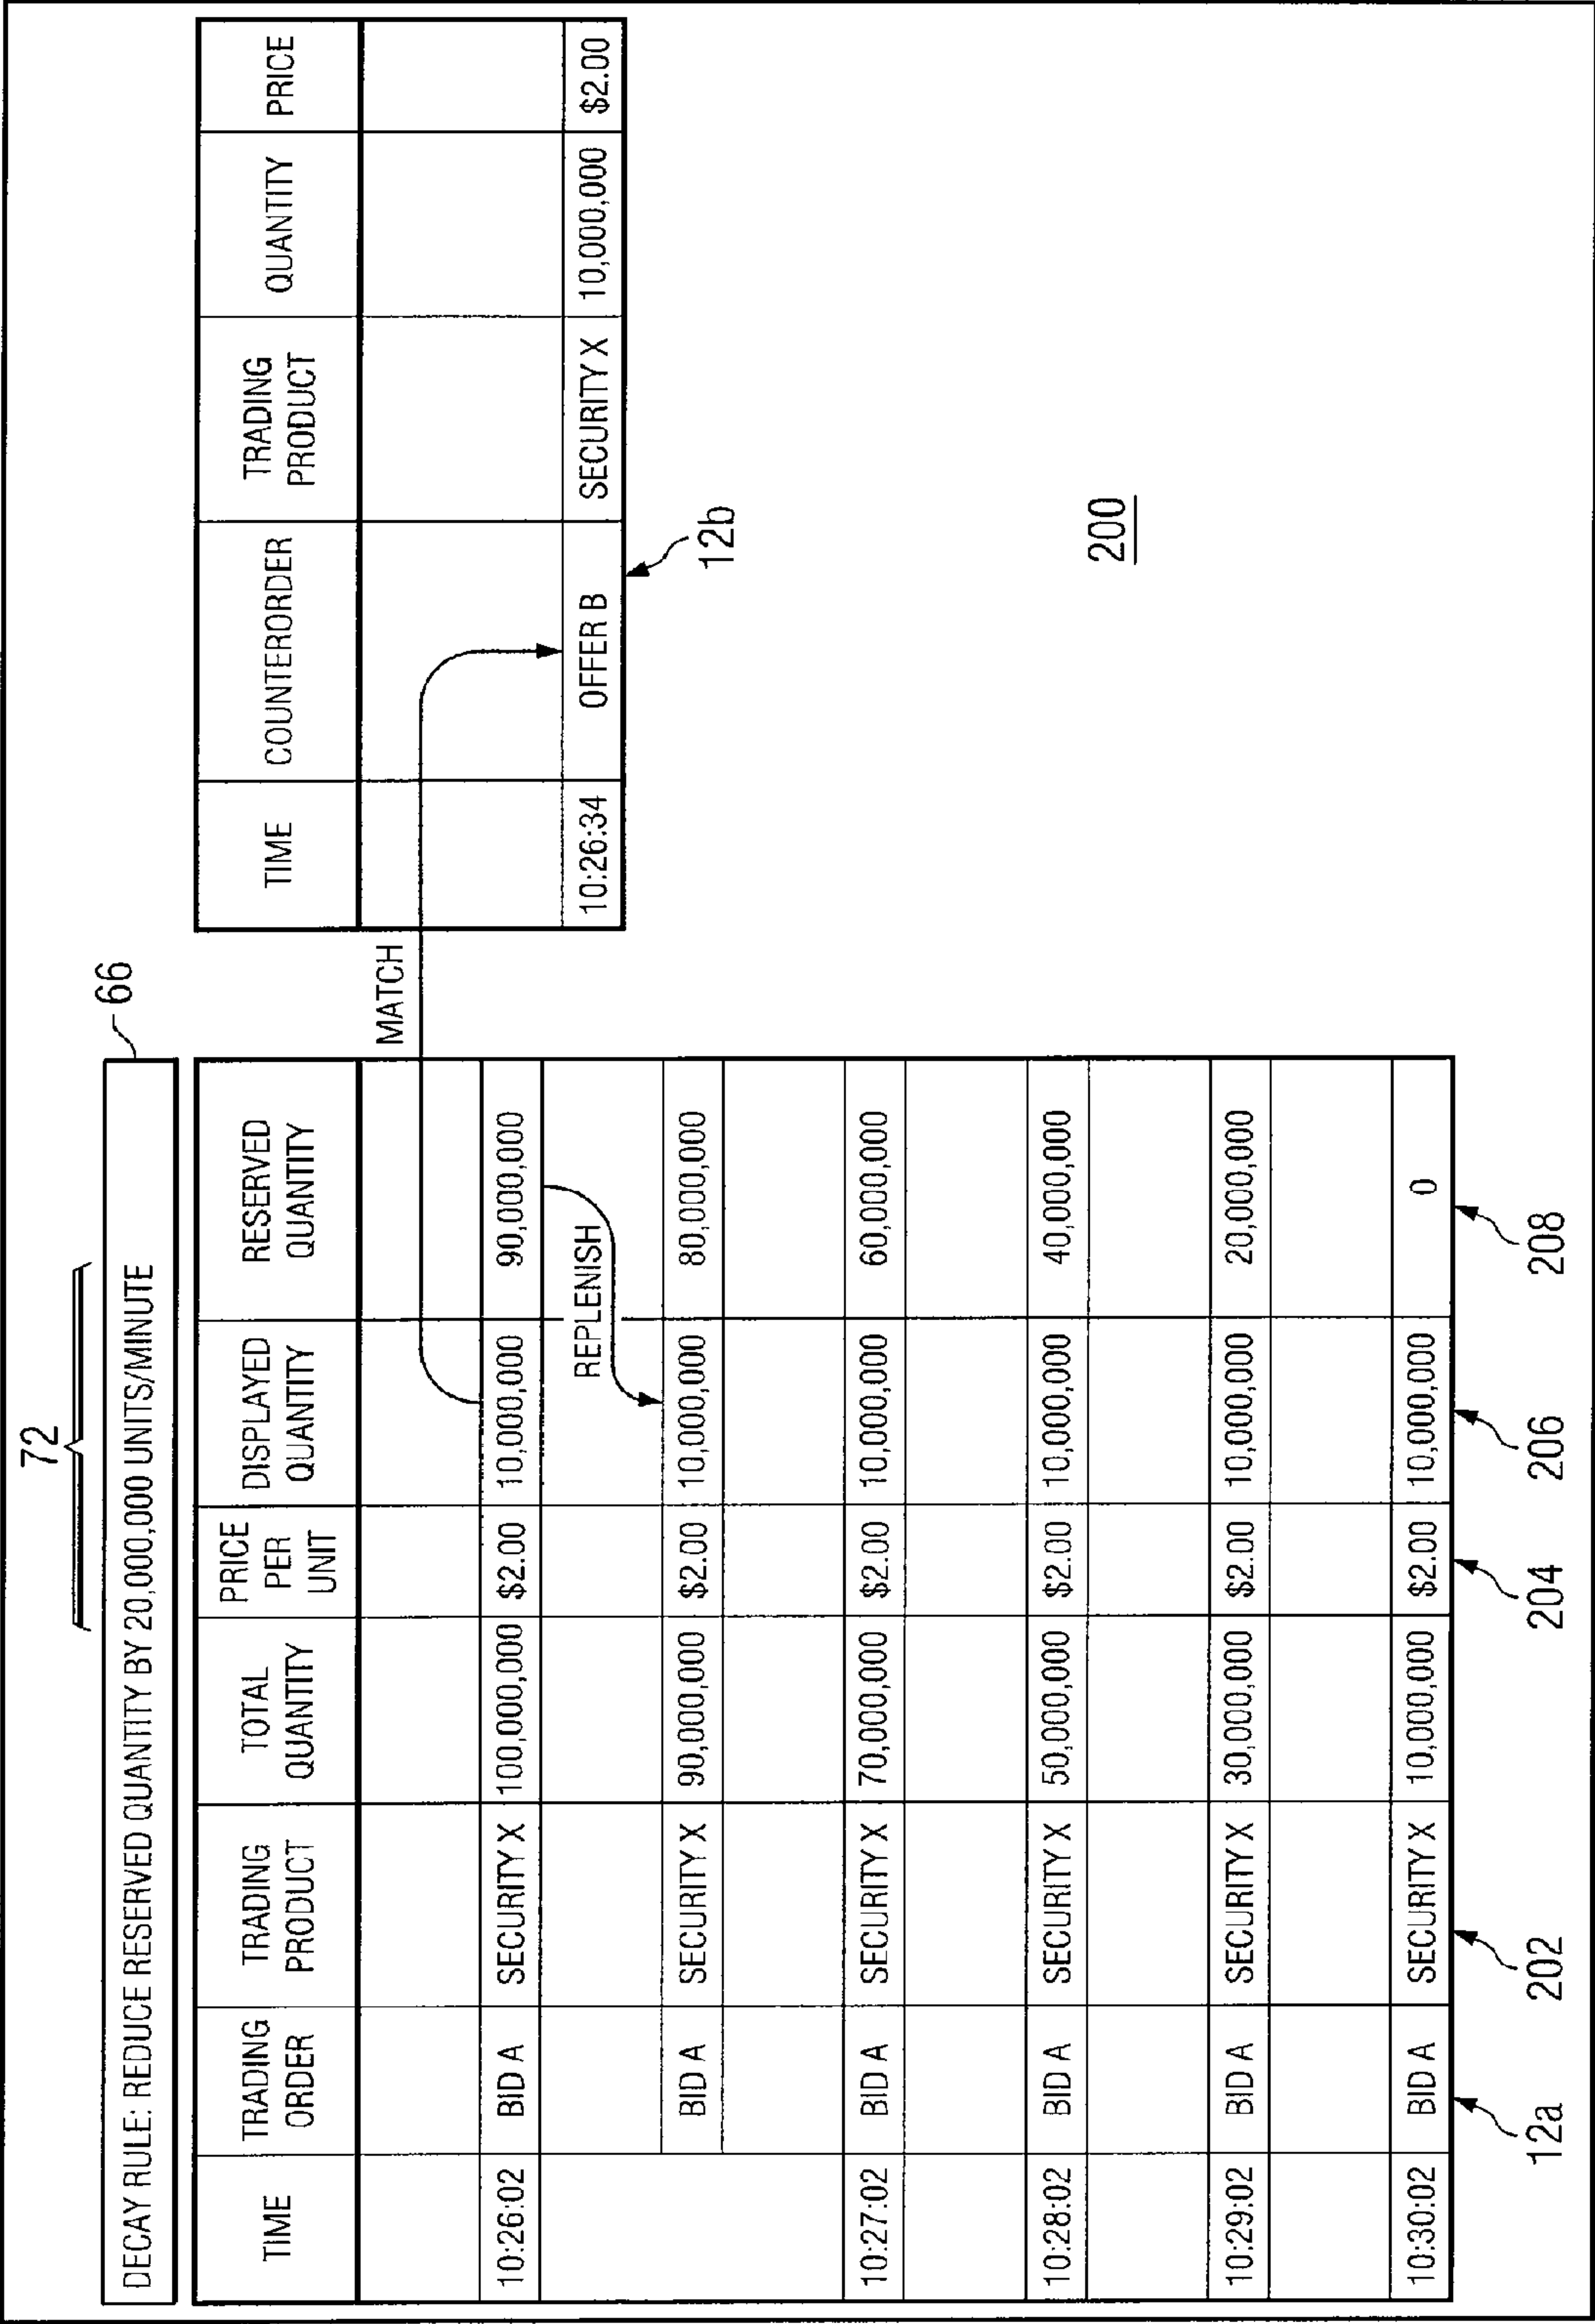 72
DECAY RULE: REDUCE RESERVED QUANTITY BY 20,000,000 UNITS/MINUTE
66
TIME TRADING ORDER TRADING PRODUCT TOTAL QUANTITY PRICE PER UNIT DISPLAYED QUANTITY RESERVED QUANTITY
10:26:02 BID A SECURITY X 100,000,000 $2.00 10,000,000 90,000,000
REPLENISH
BID A SECURITY X 90,000,000 $2.00 10,000,000 80,000,000
10:27:02 BID A SECURITY X 70,000,000 $2.00 10,000,000 60,000,000
10:28:02 BID A SECURITY X 50,000,000 $2.00 10,000,000 40,000,000
10:29:02 BID A SECURITY X 30,000,000 $2.00 10,000,000 20,000,000
10:30:02 BID A SECURITY X 10,000,000 $2.00 10,000,000 0
12a 202 204 206 208
MATCH
TIME COUNTERORDER TRADING PRODUCT QUANTITY PRICE
10:26:34 OFFER B SECURITY X 10,000,000 $2.00
12b
200